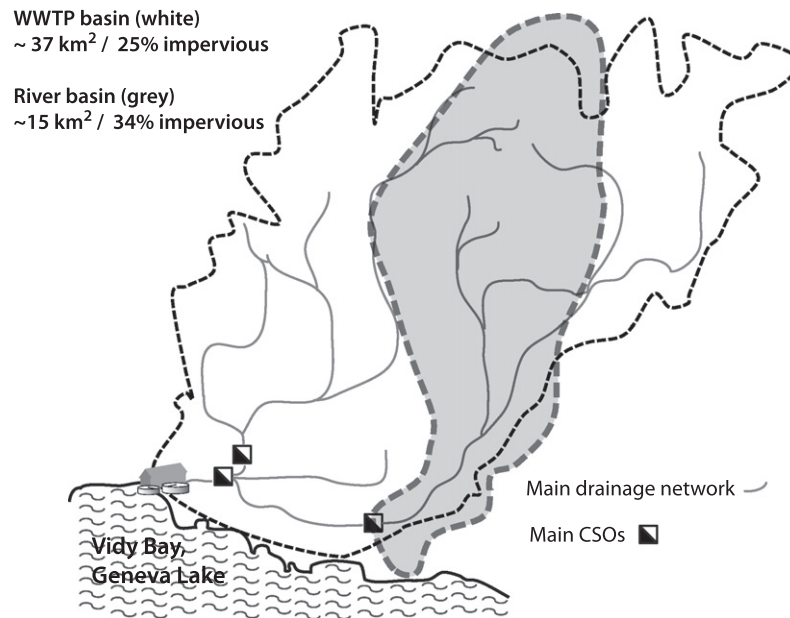 WWTP basin (white)
~ 37 km² / 25% impervious
River basin (grey)
~15 km² / 34% impervious
Main drainage network
Main CSOs
Vidy Bay,
Geneva Lake